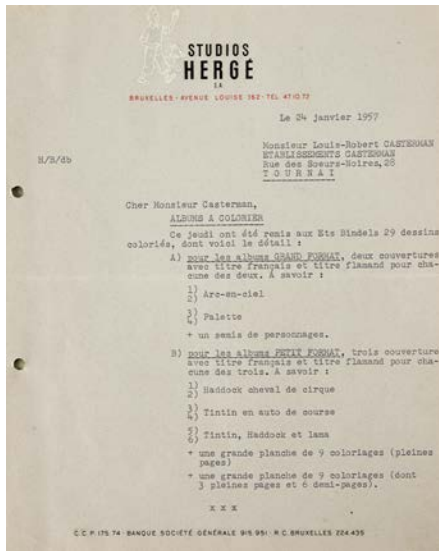 STUDIOS
HERGÉ
S.A
BRUXELLES - AVENUE LOUISE 162 - TEL 47.10.72
Le 24 janvier 1957
Monsieur Louis-Robert CASTERMAN
ETABLISSEMENTS CASTERMAN
Rue des Soeurs-Noires, 28
T O U R N A I
H/B/db
Cher Monsieur Casterman,
ALBUMS A COLORIER
Ce jeudi ont été remis aux Ets Bindels 29 dessins
coloriés, dont voici le détail :
A) pour les albums GRAND FORMAT, deux couvertures
avec titre français et titre flamand pour cha-
cune des deux. A savoir :
1)
2) Arc-en-ciel
3)
4) Palette
+ un semis de personnages.
B) pour les albums PETIT FORMAT, trois couverture
avec titre français et titre flamand pour cha-
cune des trois. A savoir :
1)
2) Haddock cheval de cirque
3)
4) Tintin en auto de course
5)
6) Tintin, Haddock et lama
+ une grande planche de 9 coloriages (pleines
pages)
+ une grande planche de 9 coloriages (dont
3 pleines pages et 6 demi-pages).
x x x
C.C.P. 175.74 - BANQUE SOCIÉTÉ GÉNÉRALE 915.951 - R.C. BRUXELLES 224.435